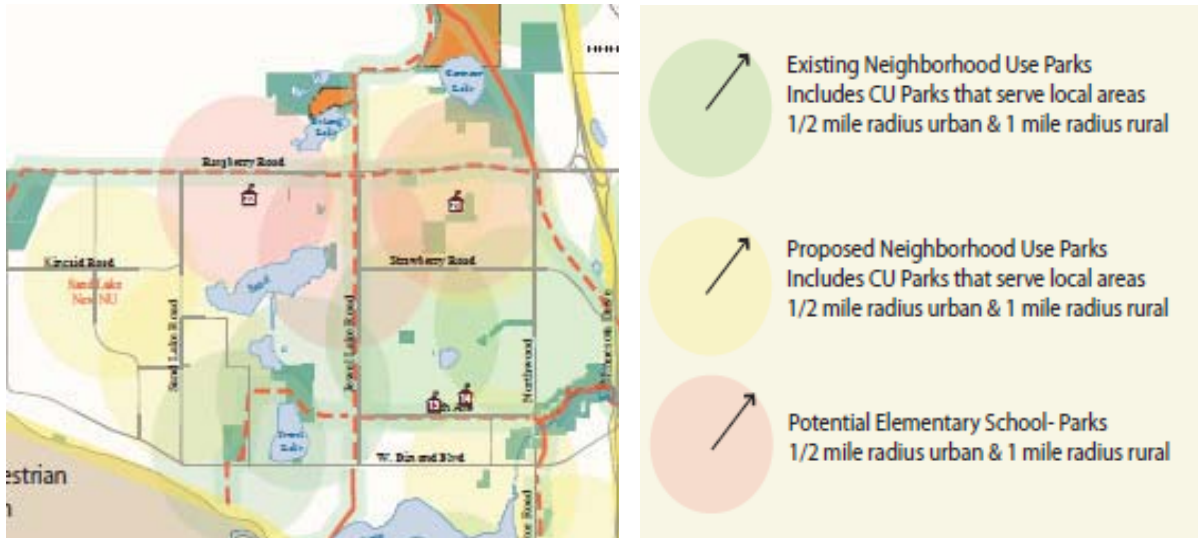 Raspberry Road
Kincaid Road
Sand Lake
New NU
Strawberry Road
Sand Lake Road
Jewel Lake Road
Northwood
Jewel
Lake
W. Dimond Blvd
estrian
Existing Neighborhood Use Parks
Includes CU Parks that serve local areas
1/2 mile radius urban & 1 mile radius rural
Proposed Neighborhood Use Parks
Includes CU Parks that serve local areas
1/2 mile radius urban & 1 mile radius rural
Potential Elementary School- Parks
1/2 mile radius urban & 1 mile radius rural